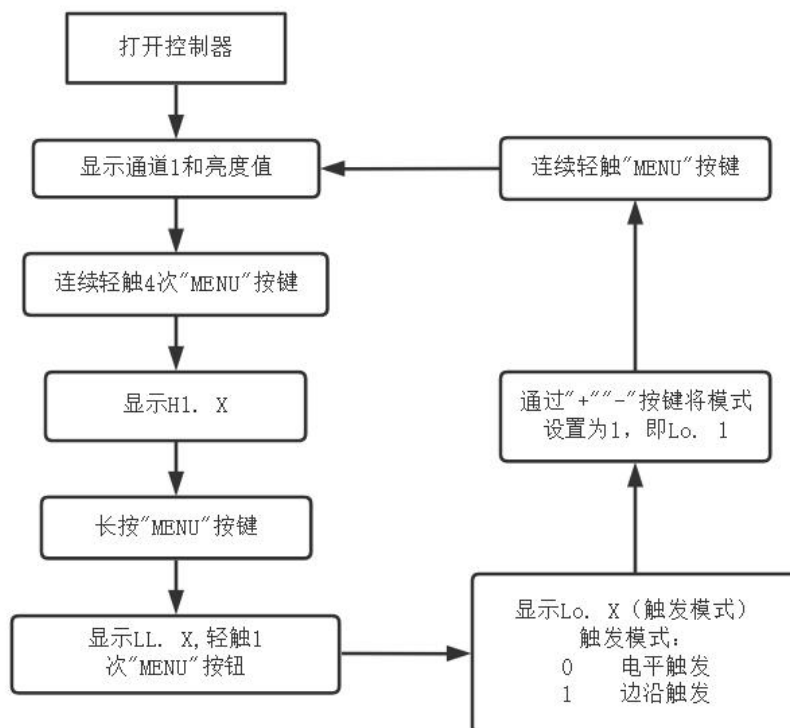 打开控制器
显示通道1和亮度值
连续轻触4次"MENU"按键
显示H1. X
长按"MENU"按键
显示LL. X,轻触1
次"MENU"按钮
显示Lo. X（触发模式）
触发模式：
0 电平触发
1 边沿触发
通过"+""-"按键将模式
设置为1，即Lo. 1
连续轻触"MENU"按键